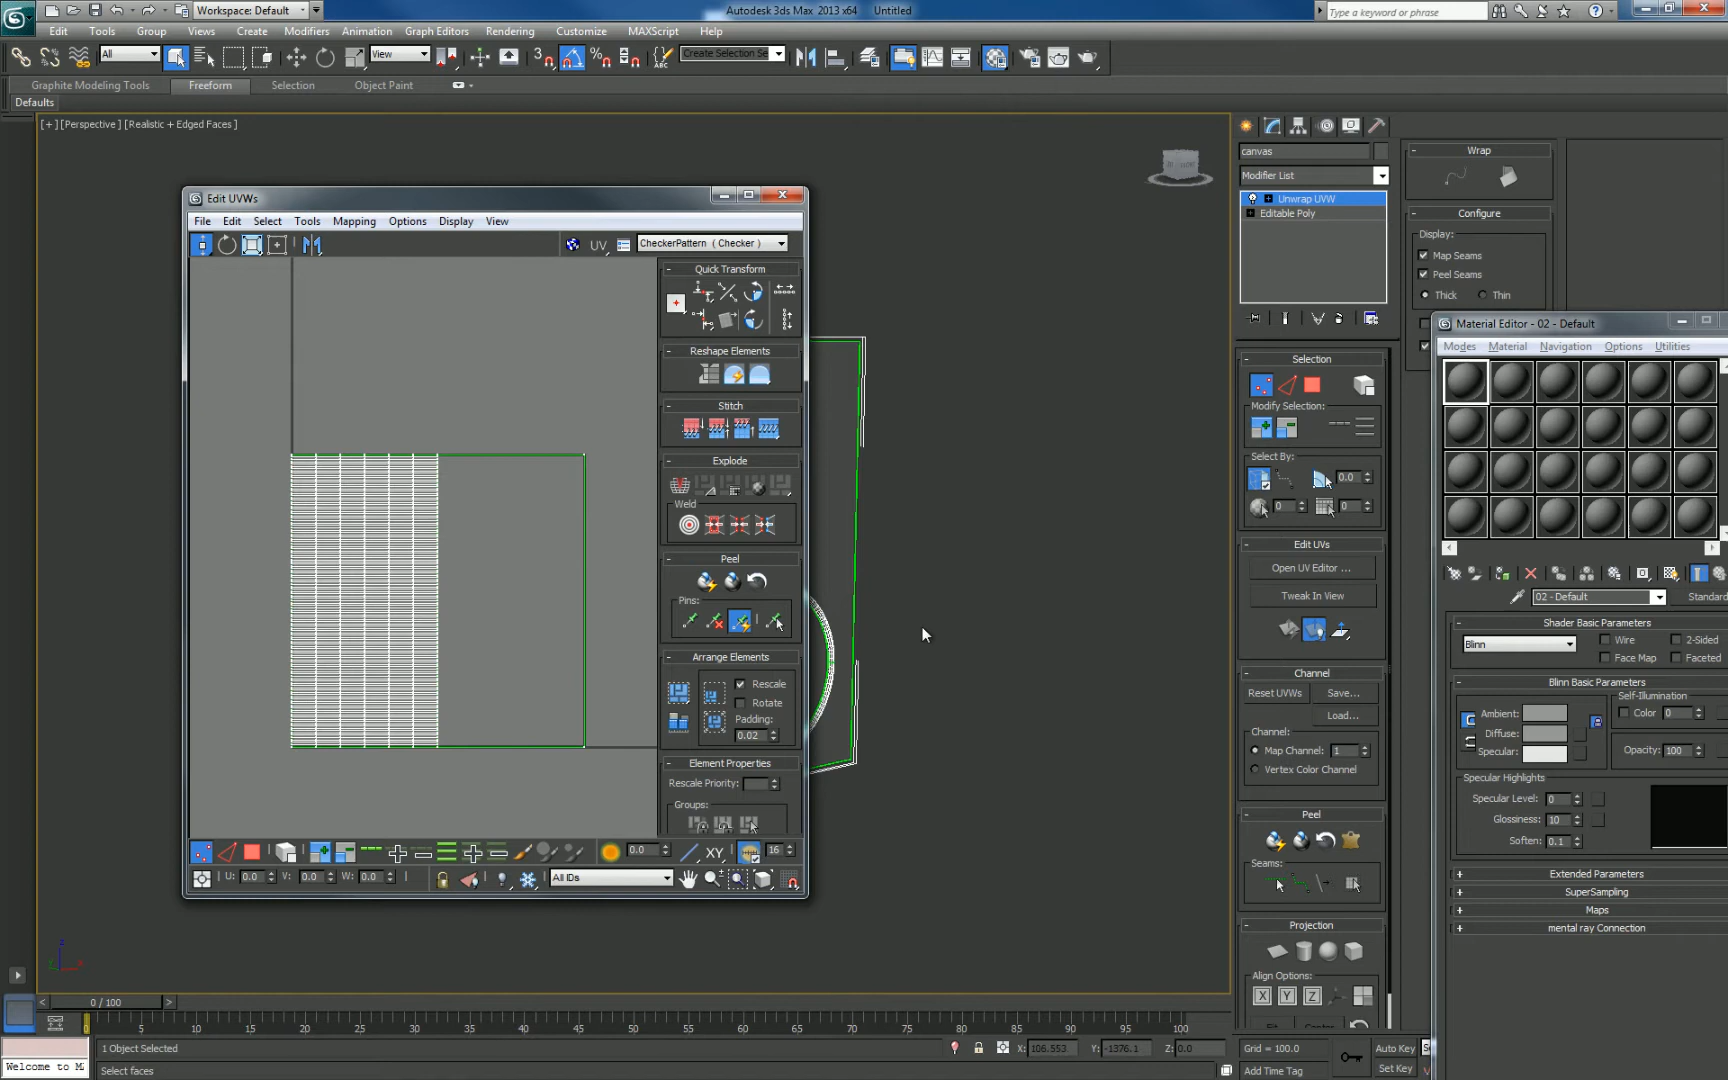 Workspace: Default
Autodesk 3ds Max 2013 x64 Untitled
Type a keyword or phrase
Edit Tools Group Views Create Modifiers Animation Graph Editors Rendering Customize MAXScript Help
All
View
Create Selection Se
Graphite Modeling Tools Freeform Selection Object Paint
Defaults
[+] [Perspective] [Realistic + Edged Faces]
Edit UVWs
File Edit Select Tools Mapping Options Display View
UV
CheckerPattern ( Checker )
Quick Transform
Reshape Elements
Stitch
Explode
Weld
Peel
Pins:
Arrange Elements
Rescale
Rotate
Padding:
0.02
Element Properties
Rescale Priority:
Groups:
0.0
XY
16
U: 0.0 V: 0.0 W: 0.0
All IDs
canvas
Modifier List
Unwrap UVW
Editable Poly
Selection
Modify Selection:
Select By:
0.0
0
0
Edit UVs
Open UV Editor ...
Tweak In View
Channel
Reset UVWs Save...
Load...
Channel:
Map Channel: 1
Vertex Color Channel
Peel
Seams:
Projection
Align Options:
X Y Z
Wrap
Configure
Display:
Map Seams
Peel Seams
Thick Thin
Material Editor - 02 - Default
Modes Material Navigation Options Utilities
02 - Default
Standard
Shader Basic Parameters
Blinn
Wire 2-Sided
Face Map Faceted
Blinn Basic Parameters
Self-Illumination
Ambient: Color 0
Diffuse:
Specular: Opacity: 100
Specular Highlights
Specular Level: 0
Glossiness: 10
Soften: 0.1
Extended Parameters
SuperSampling
Maps
mental ray Connection
0 / 100
0 5 10 15 20 25 30 35 40 45 50 55 60 65 70 75 80 85 90 95 100
1 Object Selected
X: 106.553 Y: -1376.1 Z: 0.0
Grid = 100.0
Auto Key
Welcome to M
Select faces
Add Time Tag
Set Key